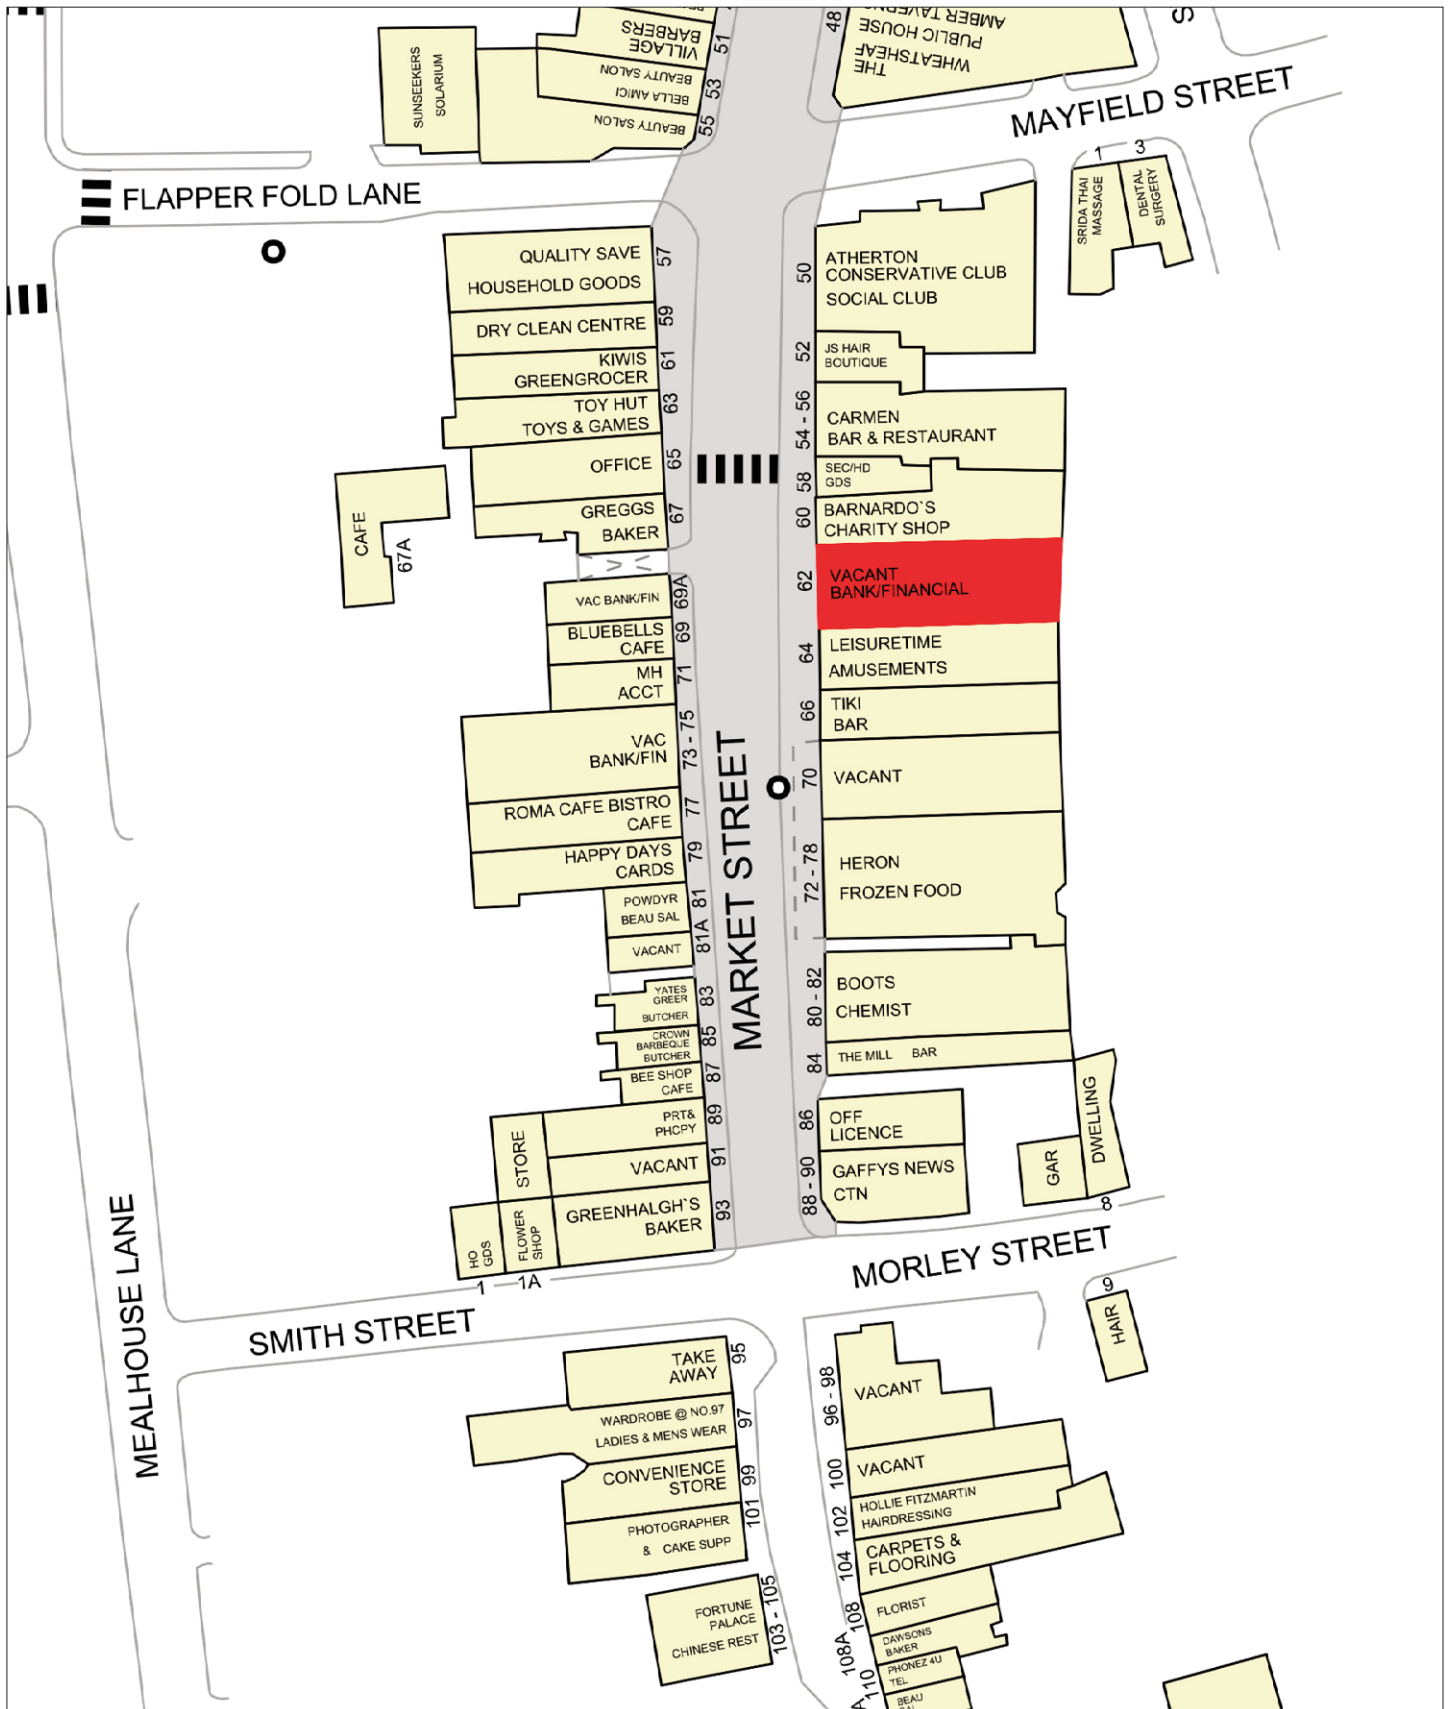 51
VILLAGE
BARBERS
53
BELLA AMICI
BEAUTY SALON
55
BEAUTY SALON
SUNSEEKERS
SOLARIUM
48
THE
WHEATSHEAF
PUBLIC HOUSE
AMBER TAVERNS
S
MAYFIELD STREET
FLAPPER FOLD LANE
1
SRIDA THAI
MASSAGE
3
DENTAL
SURGERY
QUALITY SAVE
HOUSEHOLD GOODS
57
DRY CLEAN CENTRE
59
KIWIS
GREENGROCER
61
TOY HUT
TOYS & GAMES
63
OFFICE
65
GREGGS
BAKER
67
CAFE
67A
VAC BANK/FIN
69A
BLUEBELLS
CAFE
69
MH
ACCT
71
VAC
BANK/FIN
73 - 75
ROMA CAFE BISTRO
CAFE
77
HAPPY DAYS
CARDS
79
POWDYR
BEAU SAL
81
VACANT
81A
YATES
GREER
BUTCHER
83
CROWN
BARBEQUE
BUTCHER
85
BEE SHOP
CAFE
87
PRT&
PHCPY
89
VACANT
91
GREENHALGH`S
BAKER
93
STORE
HO
GDS
1
FLOWER
SHOP
1A
MARKET STREET
50
ATHERTON
CONSERVATIVE CLUB
SOCIAL CLUB
52
JS HAIR
BOUTIQUE
54 - 56
CARMEN
BAR & RESTAURANT
58
SEC/HD
GDS
60
BARNARDO`S
CHARITY SHOP
62
VACANT
BANK/FINANCIAL
64
LEISURETIME
AMUSEMENTS
66
TIKI
BAR
70
VACANT
72 - 78
HERON
FROZEN FOOD
80 - 82
BOOTS
CHEMIST
84
THE MILL BAR
86
OFF
LICENCE
88 - 90
GAFFYS NEWS
CTN
GAR
DWELLING
8
MORLEY STREET
9
HAIR
MEALHOUSE LANE
SMITH STREET
TAKE
AWAY
95
WARDROBE @ NO.97
LADIES & MENS WEAR
97
CONVENIENCE
STORE
99
PHOTOGRAPHER
& CAKE SUPP
101
FORTUNE
PALACE
CHINESE REST
103 - 105
96 - 98
VACANT
100
VACANT
102
HOLLIE FITZMARTIN
HAIRDRESSING
104
CARPETS &
FLOORING
108
FLORIST
108A
DAWSONS
BAKER
110
PHONEZ 4U
TEL
BEAU